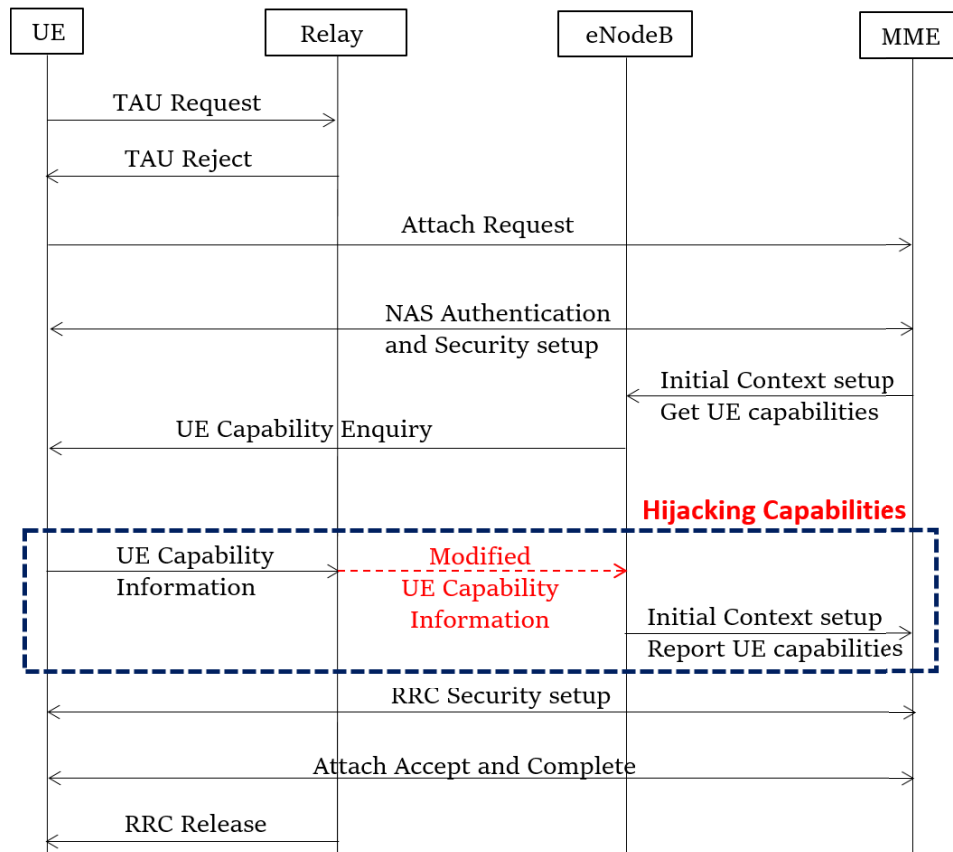 UE
Relay
eNodeB
MME
TAU Request
TAU Reject
Attach Request
NAS Authentication
and Security setup
Initial Context setup
Get UE capabilities
UE Capability Enquiry
Hijacking Capabilities
UE Capability
Information
Modified
UE Capability
Information
Initial Context setup
Report UE capabilities
RRC Security setup
Attach Accept and Complete
RRC Release